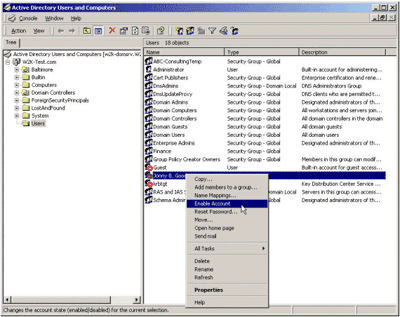 Active Directory Users and Computers
Console Window Help
Action View
Tree
Users 18 objects
Active Directory Users and Computers [w2k-domsrv.W2
W2K-Test.com
Baltimore
Builtin
Computers
Domain Controllers
ForeignSecurityPrincipals
LostAndFound
System
Users
Name Type Description
ABC-ConsultingTemp Security Group - Global
Administrator User Built-in account for administering...
Cert Publishers Security Group - Global Enterprise certification and rene...
DnsAdmins Security Group - Domain Local DNS Administrators Group
DnsUpdateProxy Security Group - Global DNS clients who are permitted t...
Domain Admins Security Group - Global Designated administrators of th...
Domain Computers Security Group - Global All workstations and servers joi...
Domain Controllers Security Group - Global All domain controllers in the dom...
Domain Guests Security Group - Global All domain guests
Domain Users Security Group - Global All domain users
Enterprise Admins Security Group - Global Designated administrators of th...
Finance Security Group - Global
Group Policy Creator Owners Security Group - Global Members in this group can modif...
Guest User Built-in account for guest access...
Donny B. Goo
krbtgt Key Distribution Center Service ...
RAS and IAS S Local Servers in this group can access...
Schema Admin Designated administrators of th...
Copy...
Add members to a group...
Name Mappings...
Enable Account
Reset Password...
Move...
Open home page
Send mail
All Tasks
Delete
Rename
Refresh
Properties
Help
Changes the account state (enabled/disabled) for the current selection.